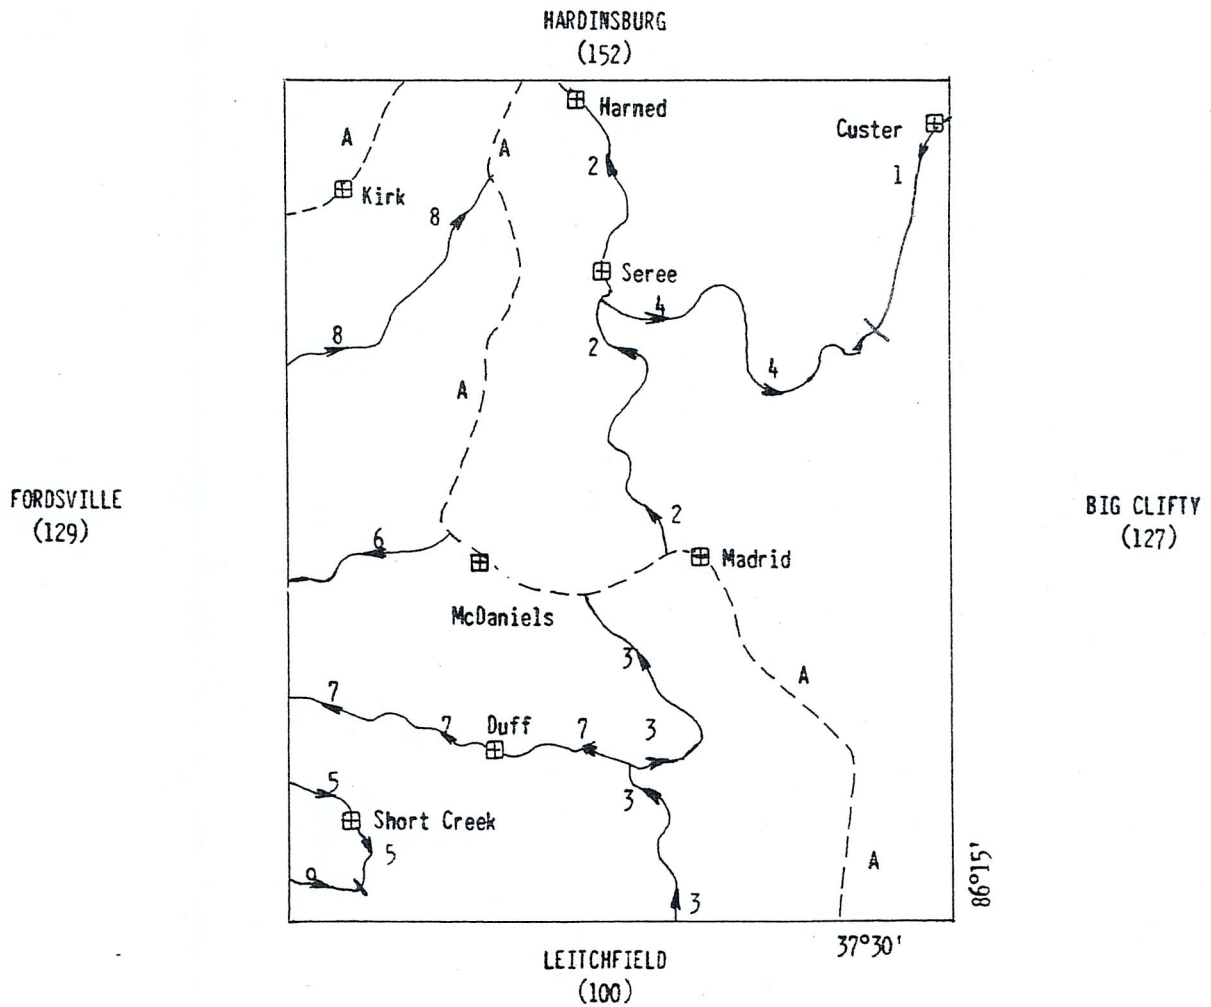 HARDINSBURG
(152)
Harned
Custer
A
A
2
1
Kirk
8
Seree
4
8
2
4
A
FORDSVILLE
(129)
BIG CLIFTY
(127)
2
6
Madrid
McDaniels
3
A
7
7
Duff
7
3
5
3
Short Creek
5
A
9
3
86°15'
37°30'
LEITCHFIELD
(100)